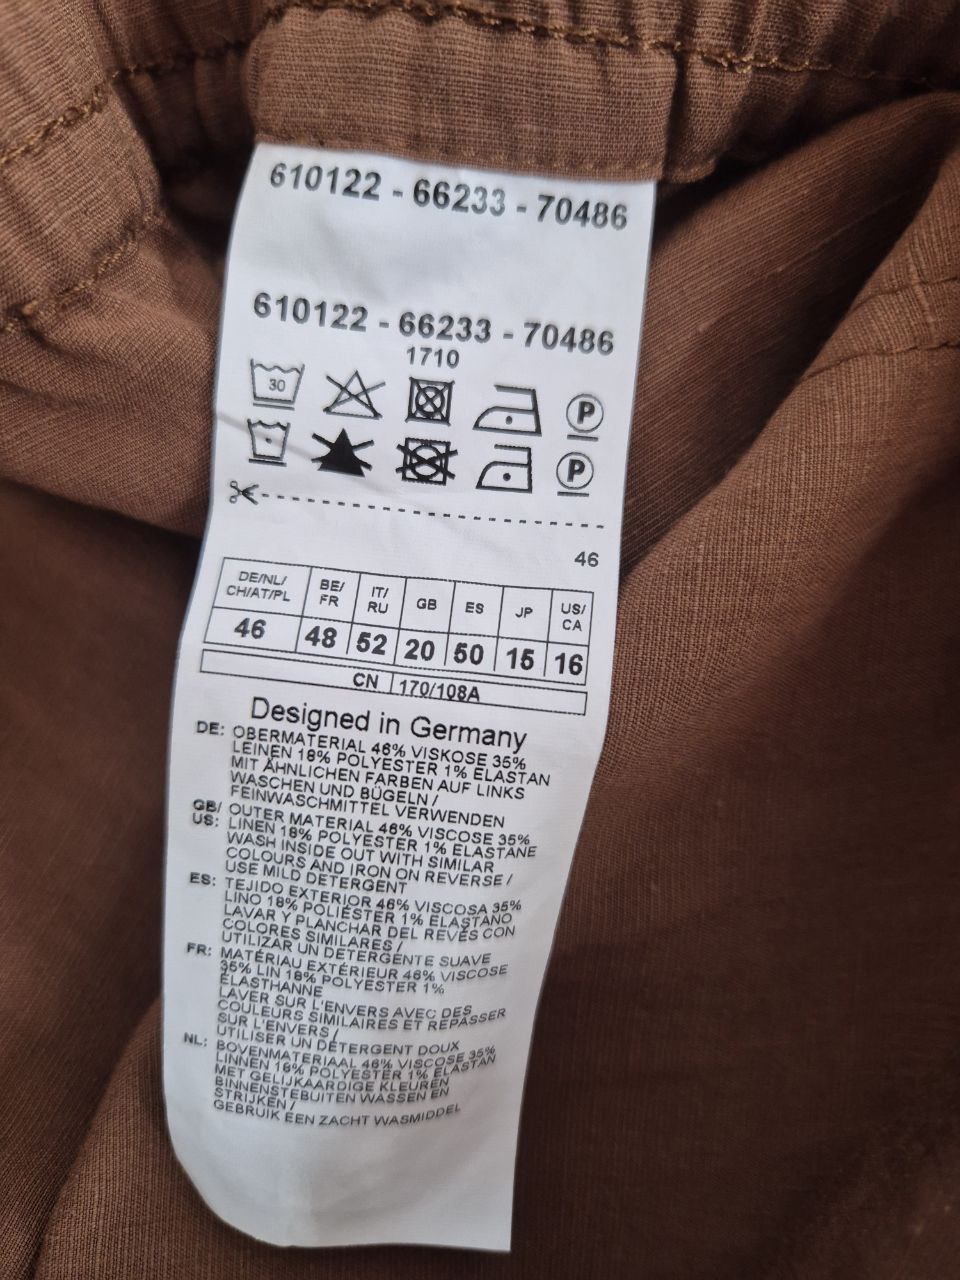 610122 - 66233 - 70486
610122 - 66233 - 70486
1710
30
P
P
46
DE/NL/ CH/AT/PL BE/ FR IT/ RU GB ES JP US/ CA
46 48 52 20 50 15 16
CN 170/108A
Designed in Germany
DE: OBERMATERIAL 46% VISKOSE 35%
LEINEN 18% POLYESTER 1% ELASTAN
MIT ÄHNLICHEN FARBEN AUF LINKS
WASCHEN UND BÜGELN /
FEINWASCHMITTEL VERWENDEN
GB/ OUTER MATERIAL 46% VISCOSE 35%
US: LINEN 18% POLYESTER 1% ELASTANE
WASH INSIDE OUT WITH SIMILAR
COLOURS AND IRON ON REVERSE /
USE MILD DETERGENT
ES: TEJIDO EXTERIOR 46% VISCOSA 35%
LINO 18% POLIÉSTER 1% ELASTANO
LAVAR Y PLANCHAR DEL REVÉS CON
COLORES SIMILARES /
UTILIZAR UN DETERGENTE SUAVE
FR: MATÉRIAU EXTÉRIEUR 46% VISCOSE
35% LIN 18% POLYESTER 1%
ÉLASTHANNE
LAVER SUR L'ENVERS AVEC DES
COULEURS SIMILAIRES ET REPASSER
SUR L'ENVERS /
UTILISER UN DÉTERGENT DOUX
NL: BOVENMATERIAAL 46% VISCOSE 35%
LINNEN 18% POLYESTER 1% ELASTAN
MET GELIJKAARDIGE KLEUREN
BINNENSTEBUITEN WASSEN EN
STRIJKEN /
GEBRUIK EEN ZACHT WASMIDDEL